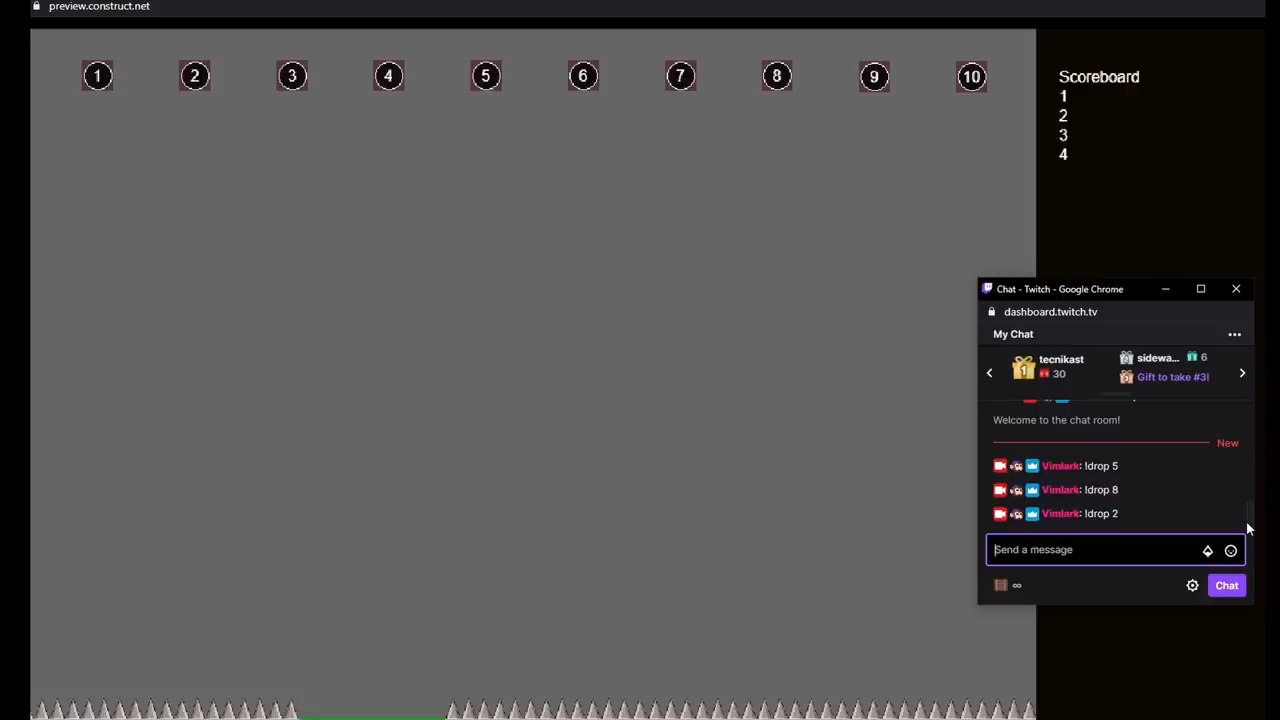 preview.construct.net
1 2 3 4 5 6 7 8 9 10
Scoreboard
1
2
3
4
Chat - Twitch - Google Chrome
dashboard.twitch.tv
My Chat
1 tecnikast 30
sidewa... 6
Gift to take #3!
Welcome to the chat room!
New
Vimlark: !drop 5
Vimlark: !drop 8
Vimlark: !drop 2
Send a message
∞
Chat